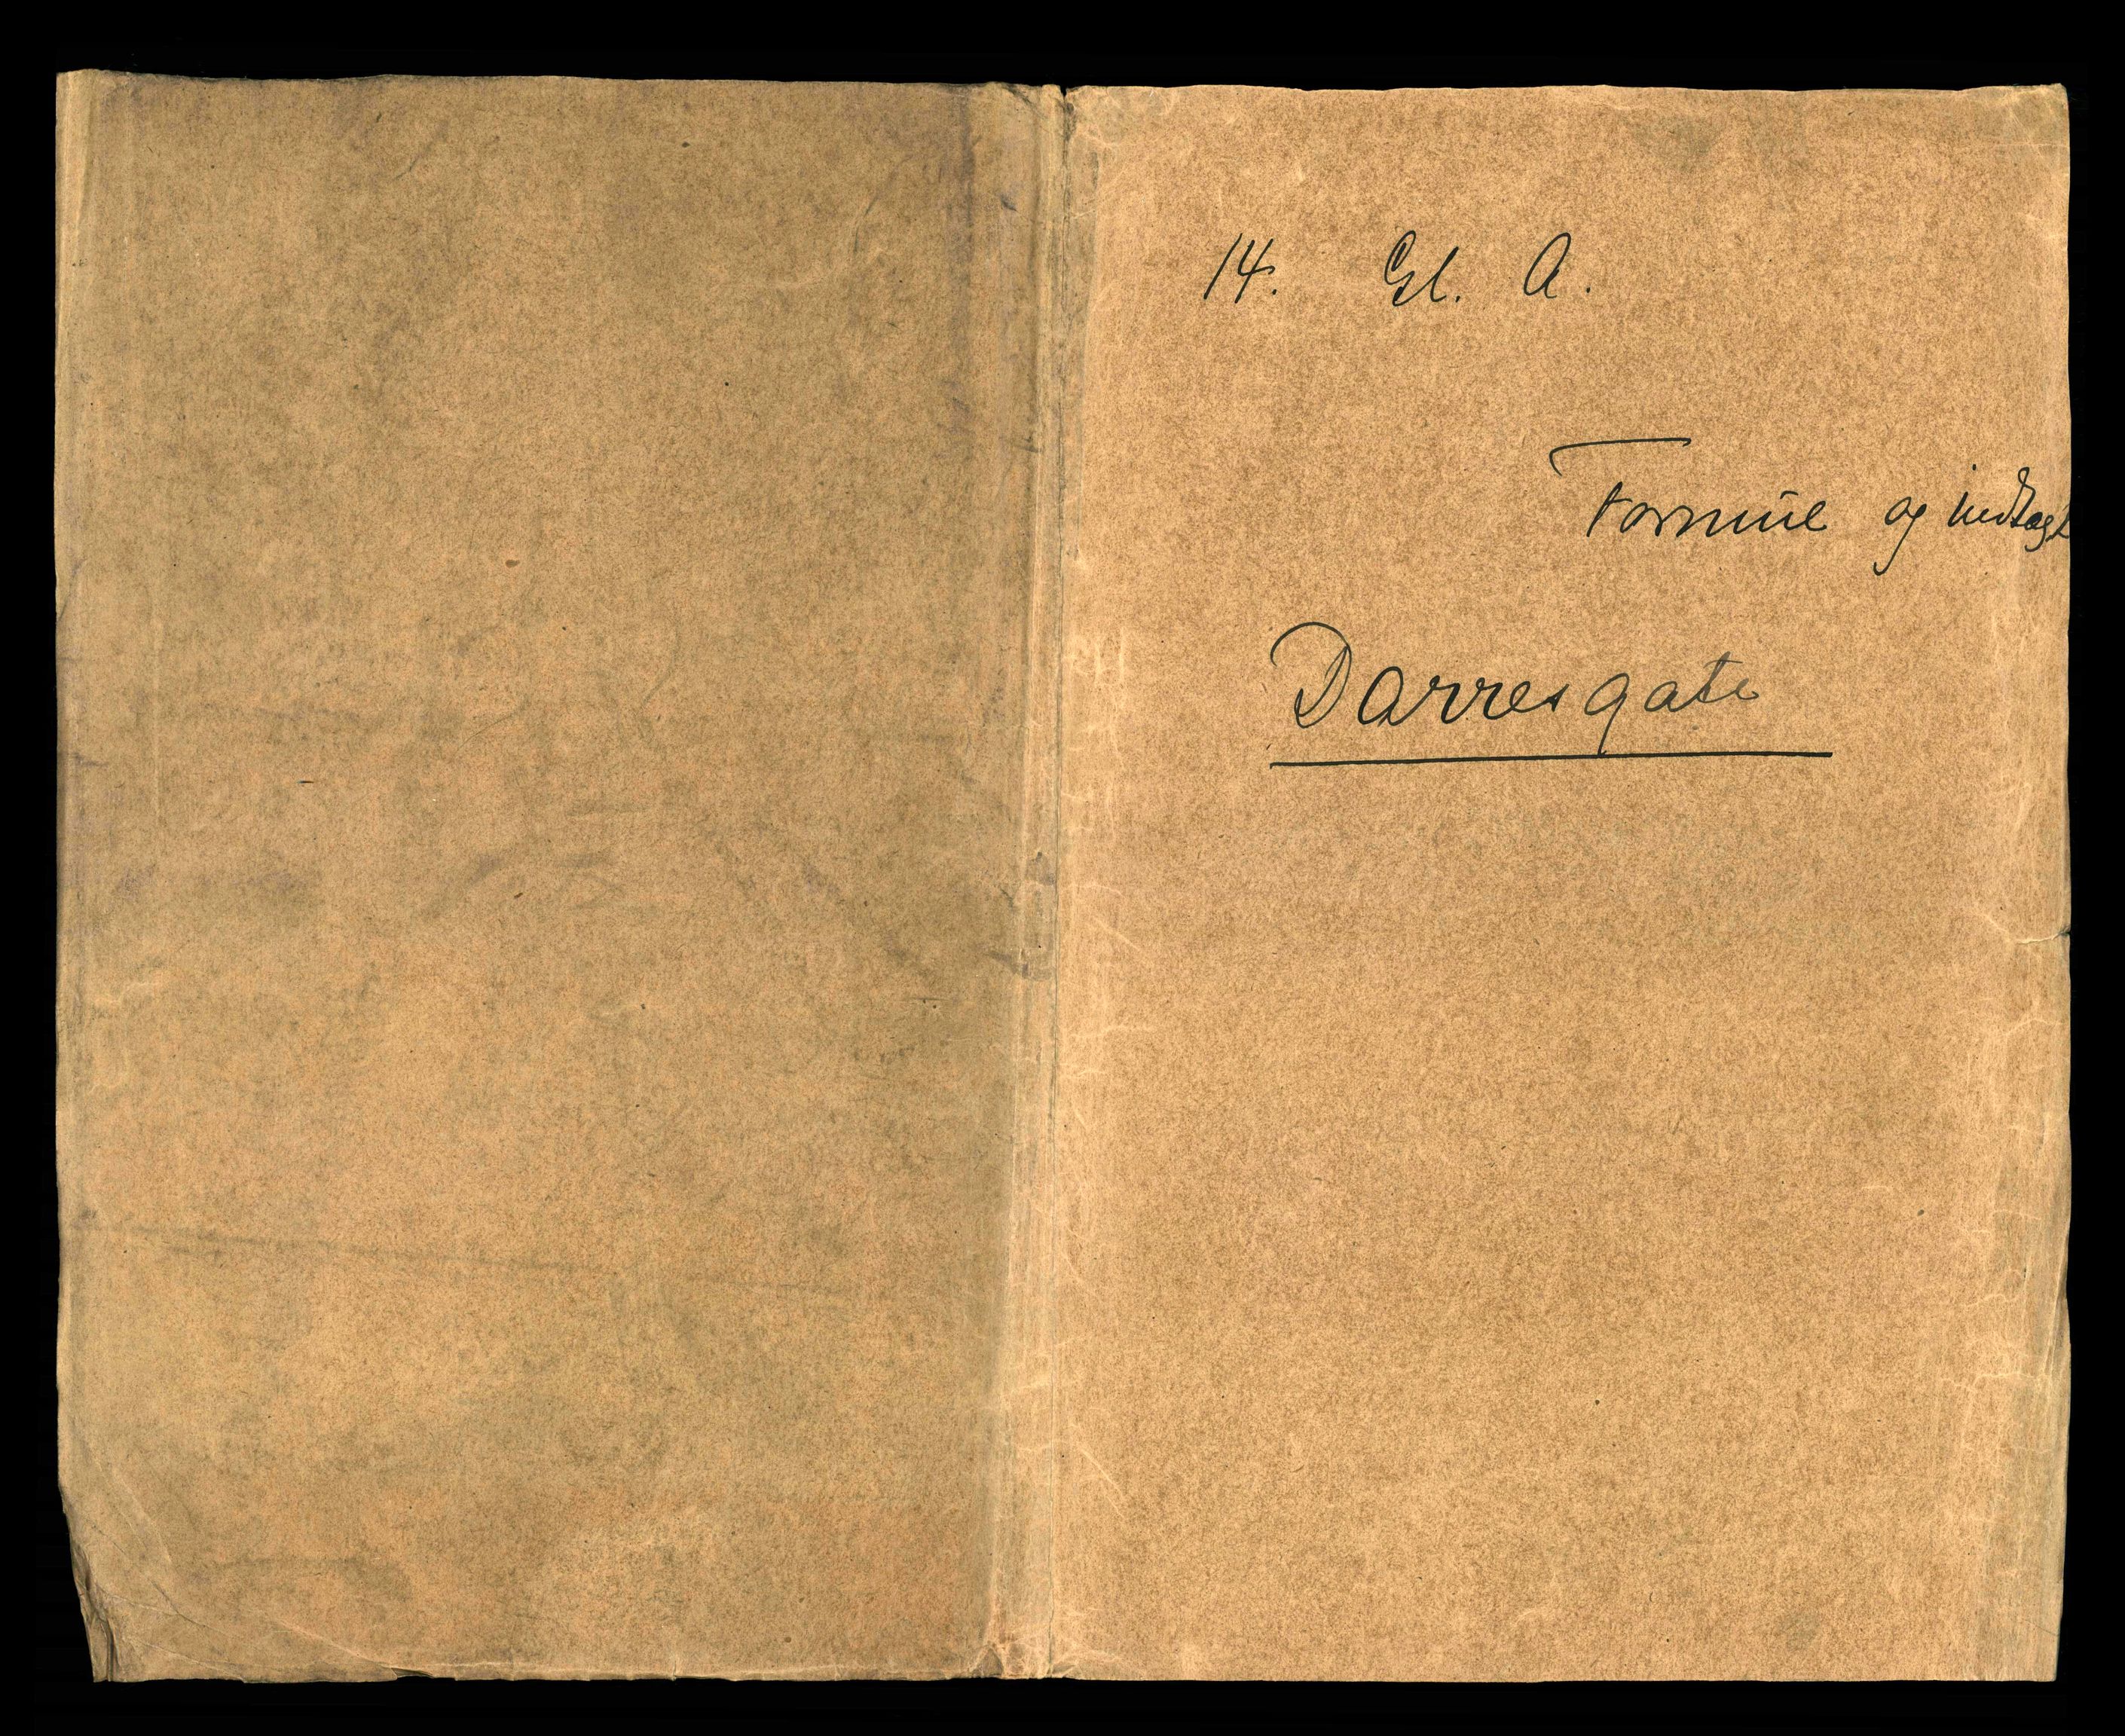 14. Gl. A.
Formue og indtægt
Darresgate